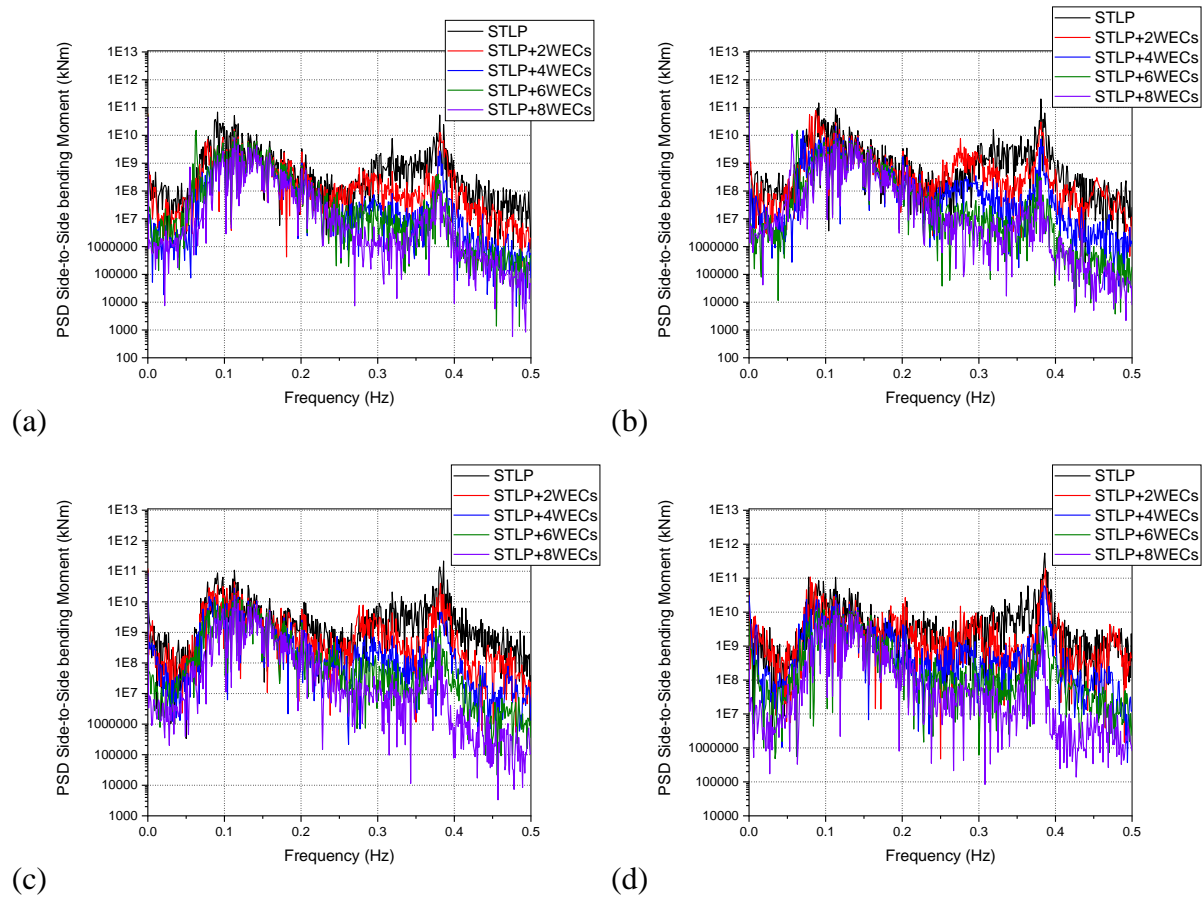 STLP
STLP+2WECs
STLP+4WECs
STLP+6WECs
STLP+8WECs
PSD Side-to-Side bending Moment (kNm)
1E13
1E12
1E11
1E10
1E9
1E8
1E7
1000000
100000
10000
1000
100
0.0 0.1 0.2 0.3 0.4 0.5
Frequency (Hz)
(a)
STLP
STLP+2WECs
STLP+4WECs
STLP+6WECs
STLP+8WECs
PSD Side-to-Side bending Moment (kNm)
1E13
1E12
1E11
1E10
1E9
1E8
1E7
1000000
100000
10000
1000
100
0.0 0.1 0.2 0.3 0.4 0.5
Frequency (Hz)
(b)
STLP
STLP+2WECs
STLP+4WECs
STLP+6WECs
STLP+8WECs
PSD Side-to-Side bending Moment (kNm)
1E13
1E12
1E11
1E10
1E9
1E8
1E7
1000000
100000
10000
1000
0.0 0.1 0.2 0.3 0.4 0.5
Frequency (Hz)
(c)
STLP
STLP+2WECs
STLP+4WECs
STLP+6WECs
STLP+8WECs
PSD Side-to-Side bending Moment (kNm)
1E13
1E12
1E11
1E10
1E9
1E8
1E7
1000000
100000
10000
0.0 0.1 0.2 0.3 0.4 0.5
Frequency (Hz)
(d)